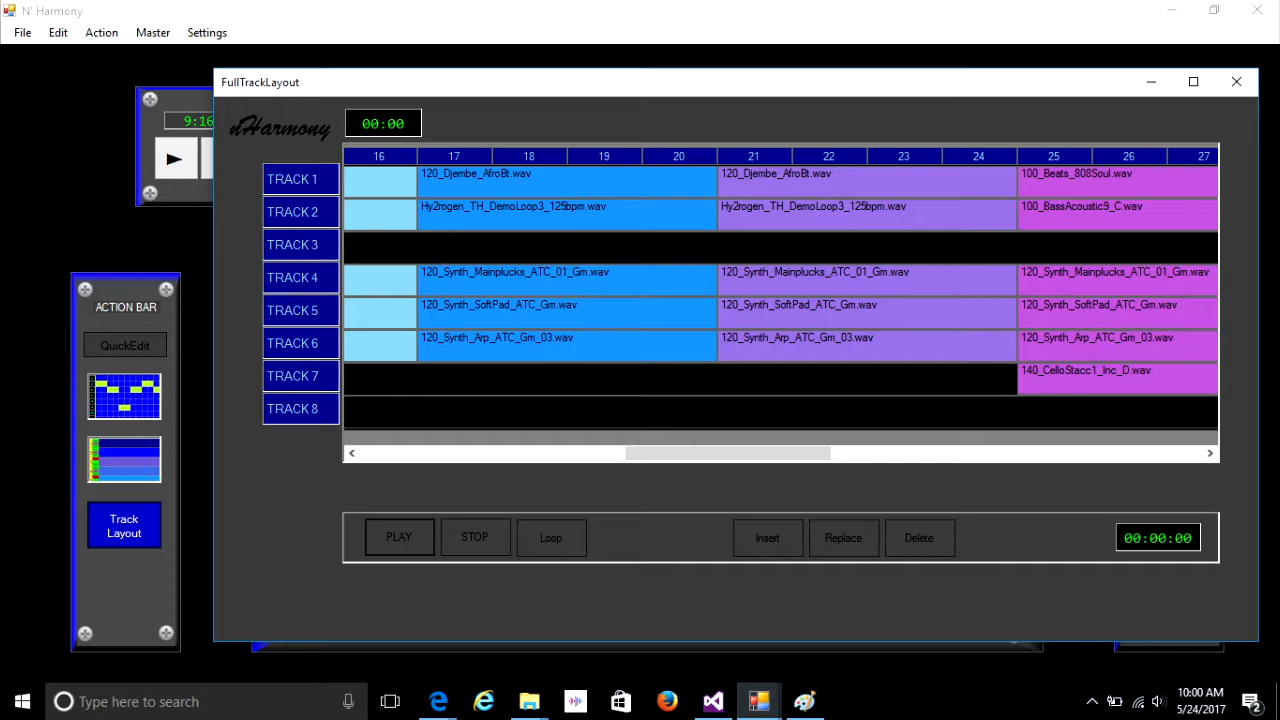 N' Harmony
File Edit Action Master Settings
FullTrackLayout
9:16
nHarmony
00:00
16 17 18 19 20 21 22 23 24 25 26 27
TRACK 1 120_Djembe_AfroBt.wav 120_Djembe_AfroBt.wav 100_Beats_808Soul.wav
TRACK 2 Hy2rogen_TH_DemoLoop3_125bpm.wav Hy2rogen_TH_DemoLoop3_125bpm.wav 100_BassAcoustic9_C.wav
TRACK 3
TRACK 4 120_Synth_Mainplucks_ATC_01_Gm.wav 120_Synth_Mainplucks_ATC_01_Gm.wav 120_Synth_Mainplucks_ATC_01_Gm.wav
TRACK 5 120_Synth_SoftPad_ATC_Gm.wav 120_Synth_SoftPad_ATC_Gm.wav 120_Synth_SoftPad_ATC_Gm.wav
TRACK 6 120_Synth_Arp_ATC_Gm_03.wav 120_Synth_Arp_ATC_Gm_03.wav 120_Synth_Arp_ATC_Gm_03.wav
TRACK 7 140_CelloStacc1_Inc_D.wav
TRACK 8
ACTION BAR
QuickEdit
Track
Layout
PLAY STOP Loop Insert Replace Delete 00:00:00
Type here to search
10:00 AM
5/24/2017
2